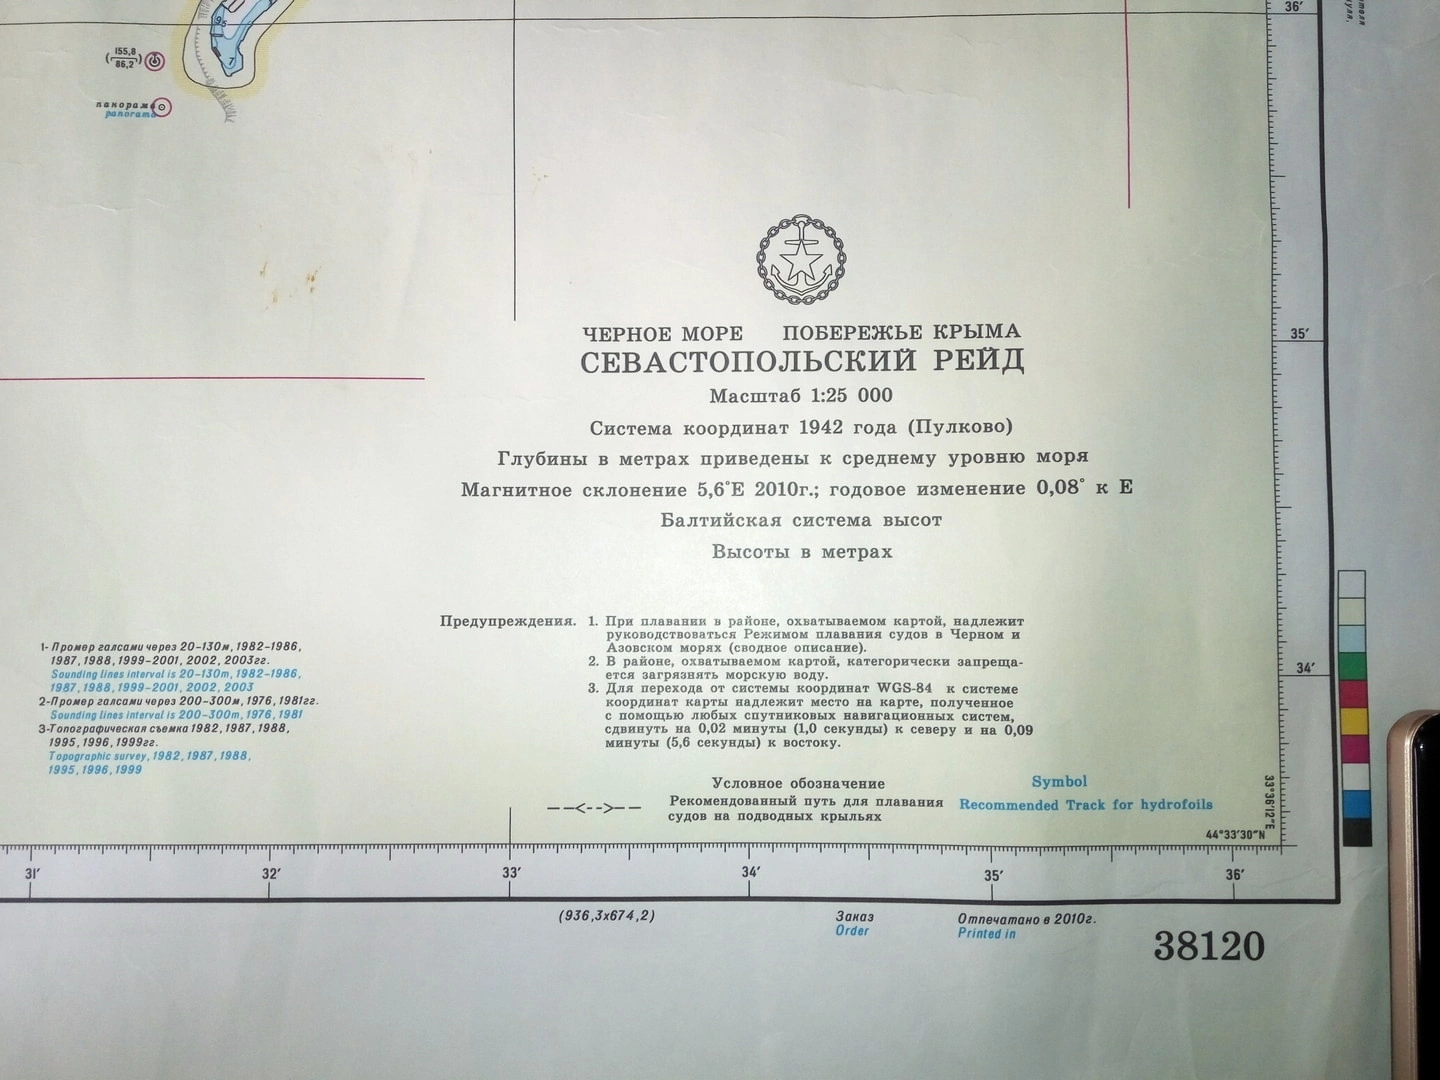 36′
95
7
155,8
86,2
панорама
panorama
ЧЕРНОЕ МОРЕ ПОБЕРЕЖЬЕ КРЫМА
СЕВАСТОПОЛЬСКИЙ РЕЙД
Масштаб 1:25 000
Система координат 1942 года (Пулково)
Глубины в метрах приведены к среднему уровню моря
Магнитное склонение 5,6°E 2010г.; годовое изменение 0,08° к E
Балтийская система высот
Высоты в метрах
35′
34′
Предупреждения. 1. При плавании в районе, охватываемом картой, надлежит
руководствоваться Режимом плавания судов в Черном и
Азовском морях (сводное описание).
2. В районе, охватываемом картой, категорически запреща-
ется загрязнять морскую воду.
3. Для перехода от системы координат WGS-84 к системе
координат карты надлежит место на карте, полученное
с помощью любых спутниковых навигационных систем,
сдвинуть на 0,02 минуты (1,0 секунды) к северу и на 0,09
минуты (5,6 секунды) к востоку.
1- Промер галсами через 20-130м, 1982-1986,
1987, 1988, 1999-2001, 2002, 2003гг.
Sounding lines interval is 20-130m, 1982-1986,
1987, 1988, 1999-2001, 2002, 2003
2-Промер галсами через 200-300м, 1976, 1981гг.
Sounding lines interval is 200-300m, 1976, 1981
3-Топографическая съемка 1982, 1987, 1988,
1995, 1996, 1999гг.
Topographic survey, 1982, 1987, 1988,
1995, 1996, 1999
Условное обозначение Symbol
Рекомендованный путь для плавания Recommended Track for hydrofoils
судов на подводных крыльях
33°36′12″E
44°33′30″N
31′ 32′ 33′ 34′ 35′ 36′
(936,3x674,2) Заказ Отпечатано в 2010г.
Order Printed in
38120